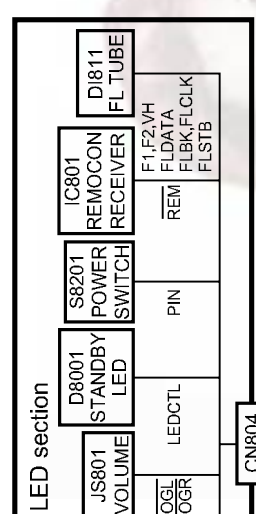 DI811
FL TUBE
F1,F2,VH
FLDATA
FLBK,FLCLK
FLSTB
IC801
REMOCON
RECEIVER
REM
S8201
POWER
SWITCH
PIN
D8001
STANDBY
LED
LEDCTL
JS801
VOLUME
OGL
OGR
LED section
CN804